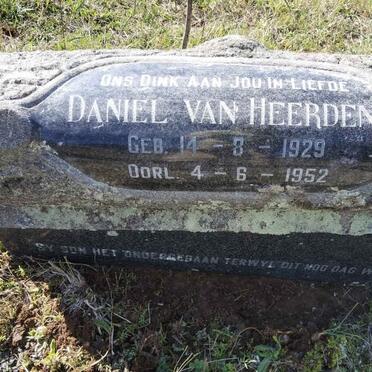 ONS DINK AAN JOU IN LIEFDE
DANIEL VAN HEERDEN
GEB. 14 - 8 - 1929
OORL 4 - 6 - 1952
SY SON HET ONDERGEGAAN TERWYL DIT NOG DAG W